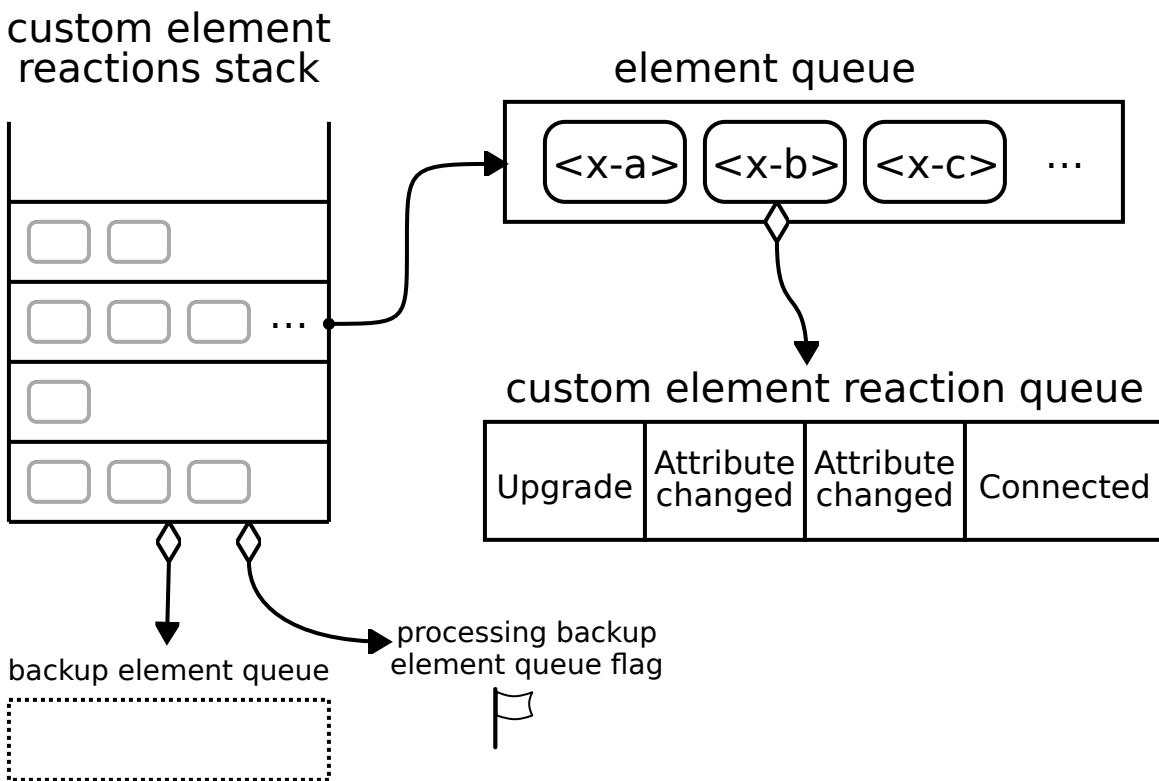 custom element
reactions stack
element queue
<x-a> <x-b> <x-c> ...
...
custom element reaction queue
Upgrade
Attribute
changed
Attribute
changed
Connected
backup element queue
processing backup
element queue flag